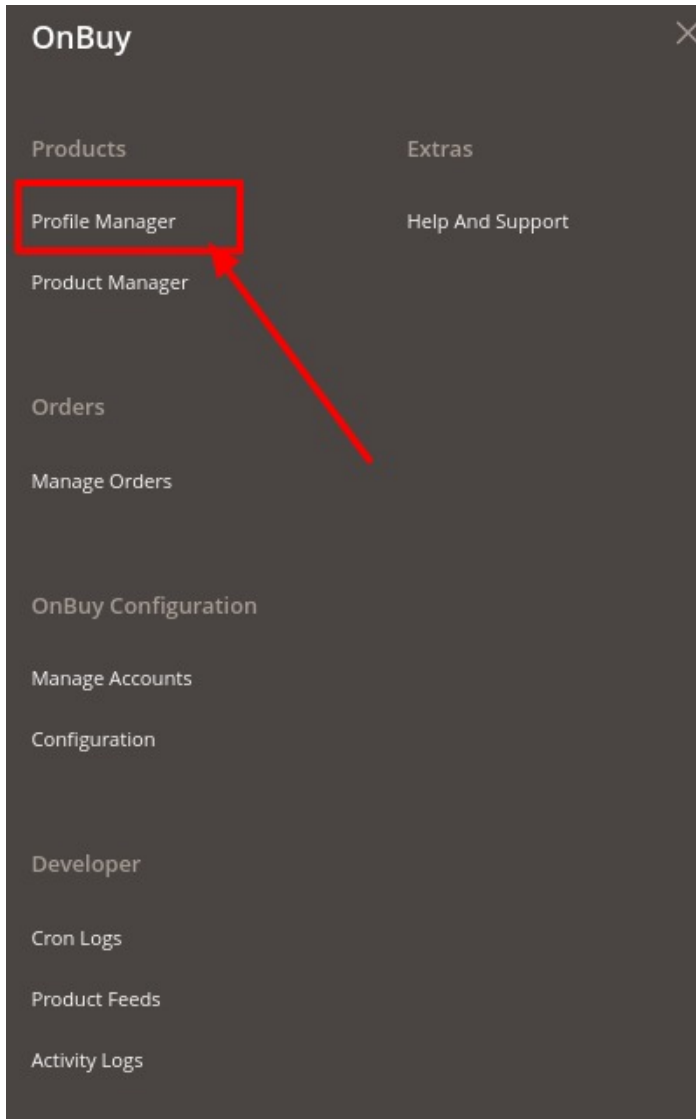 OnBuy
Products
Profile Manager
Product Manager
Orders
Manage Orders
OnBuy Configuration
Manage Accounts
Configuration
Developer
Cron Logs
Product Feeds
Activity Logs
Extras
Help And Support